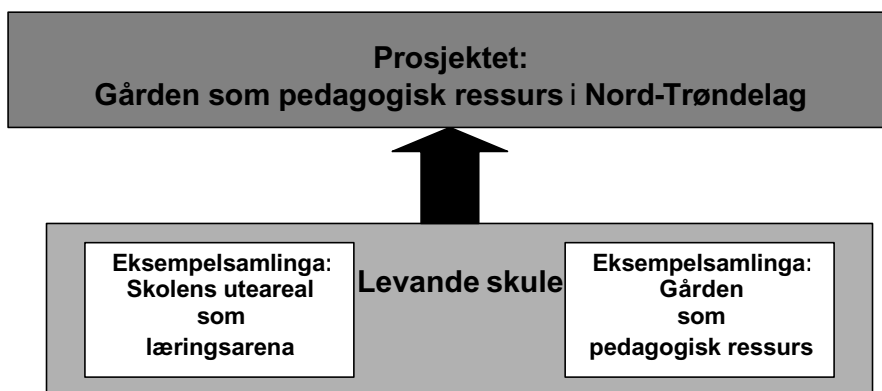 Prosjektet:
Gården som pedagogisk ressurs i Nord-Trøndelag
Eksempelsamlinga:
Skolens uteareal
som
læringsarena
Levande skule
Eksempelsamlinga:
Gården
som
pedagogisk ressurs